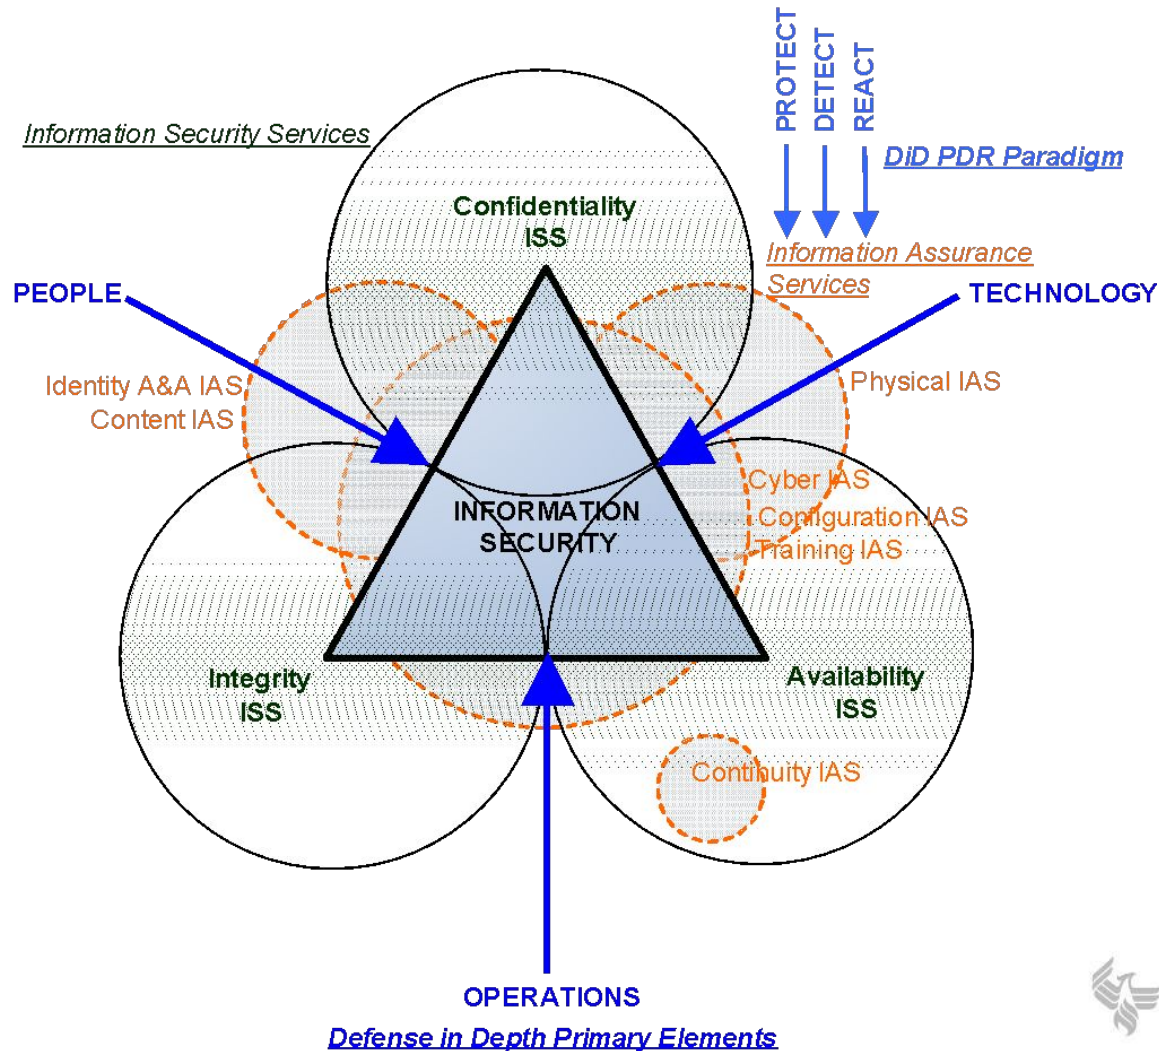 PROTECT
DETECT
REACT
Information Security Services
DiD PDR Paradigm
Confidentiality
ISS
Information Assurance
Services
PEOPLE
TECHNOLOGY
Identity A&A IAS
Content IAS
Physical IAS
Cyber IAS
Configuration IAS
Training IAS
INFORMATION
SECURITY
Integrity
ISS
Availability
ISS
Continuity IAS
OPERATIONS
Defense in Depth Primary Elements